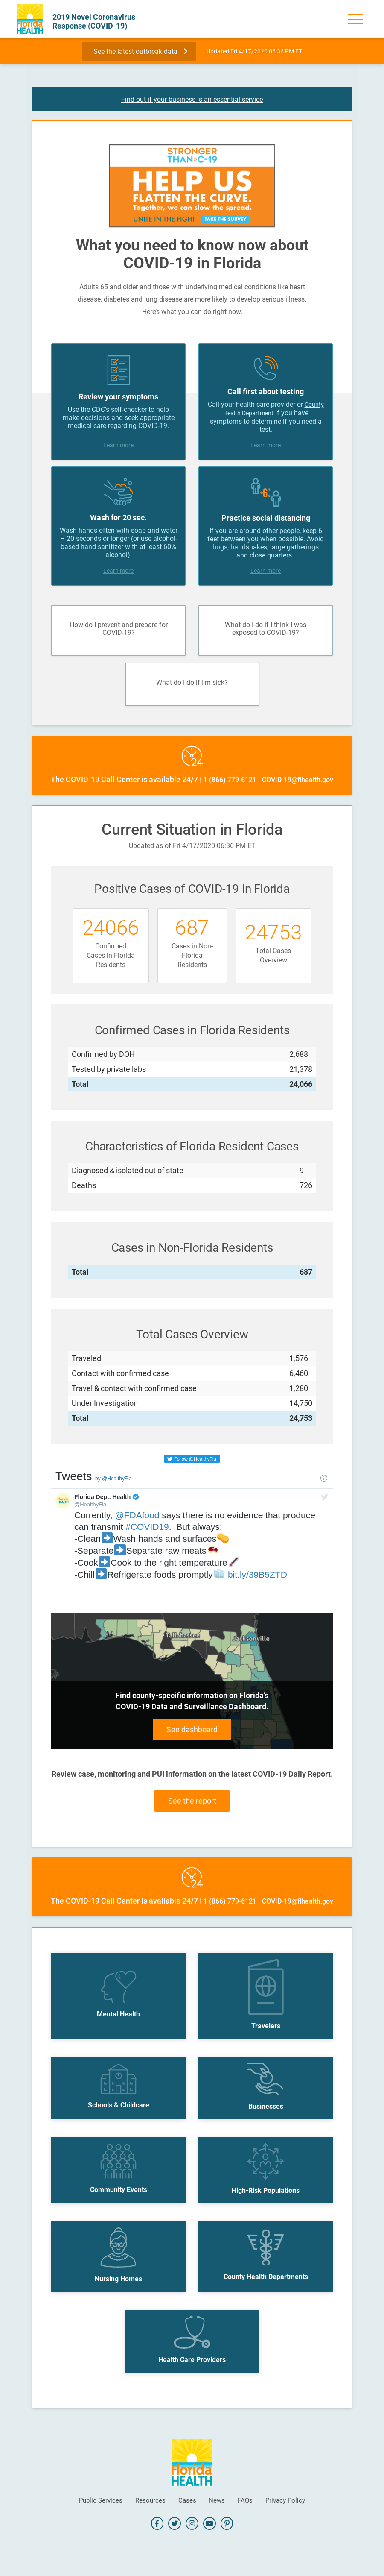 Florida
HEALTH
2019 Novel Coronavirus
Response (COVID-19)
See the latest outbreak data
Updated Fri 4/17/2020 06:36 PM ET
Find out if your business is an essential service
STRONGER
THAN C-19
HELP US
FLATTEN THE CURVE.
Together, we can slow the spread.
UNITE IN THE FIGHT
TAKE THE SURVEY
What you need to know now about
COVID-19 in Florida
Adults 65 and older and those with underlying medical conditions like heart
disease, diabetes and lung disease are more likely to develop serious illness.
Here's what you can do right now.
Review your symptoms
Use the CDC's self-checker to help
make decisions and seek appropriate
medical care regarding COVID-19.
Learn more
Call first about testing
Call your health care provider or County
Health Department if you have
symptoms to determine if you need a
test.
Learn more
Wash for 20 sec.
Wash hands often with soap and water
– 20 seconds or longer (or use alcohol-
based hand sanitizer with at least 60%
alcohol).
Learn more
6'
Practice social distancing
If you are around other people, keep 6
feet between you when possible. Avoid
hugs, handshakes, large gatherings
and close quarters.
Learn more
How do I prevent and prepare for
COVID-19?
What do I do if I think I was
exposed to COVID-19?
What do I do if I'm sick?
24
The COVID-19 Call Center is available 24/7 | 1 (866) 779-6121 | COVID-19@flhealth.gov
Current Situation in Florida
Updated as of Fri 4/17/2020 06:36 PM ET
Positive Cases of COVID-19 in Florida
24066
Confirmed
Cases in Florida
Residents
687
Cases in Non-
Florida
Residents
24753
Total Cases
Overview
Confirmed Cases in Florida Residents
Confirmed by DOH 2,688
Tested by private labs 21,378
Total 24,066
Characteristics of Florida Resident Cases
Diagnosed & isolated out of state 9
Deaths 726
Cases in Non-Florida Residents
Total 687
Total Cases Overview
Traveled 1,576
Contact with confirmed case 6,460
Travel & contact with confirmed case 1,280
Under Investigation 14,750
Total 24,753
Follow @HealthyFla
Tweets by @HealthyFla
Florida Dept. Health
@HealthyFla
Currently, @FDAfood says there is no evidence that produce
can transmit #COVID19. But always:
-Clean➡️Wash hands and surfaces
-Separate➡️Separate raw meats
-Cook➡️Cook to the right temperature
-Chill➡️Refrigerate foods promptly bit.ly/39B5ZTD
Tallahassee
Jacksonville
Find county-specific information on Florida's
COVID-19 Data and Surveillance Dashboard.
See dashboard
Review case, monitoring and PUI information on the latest COVID-19 Daily Report.
See the report
24
The COVID-19 Call Center is available 24/7 | 1 (866) 779-6121 | COVID-19@flhealth.gov
Mental Health
Travelers
Schools & Childcare
Businesses
Community Events
High-Risk Populations
Nursing Homes
County Health Departments
Health Care Providers
Florida
HEALTH
Public Services
Resources
Cases
News
FAQs
Privacy Policy